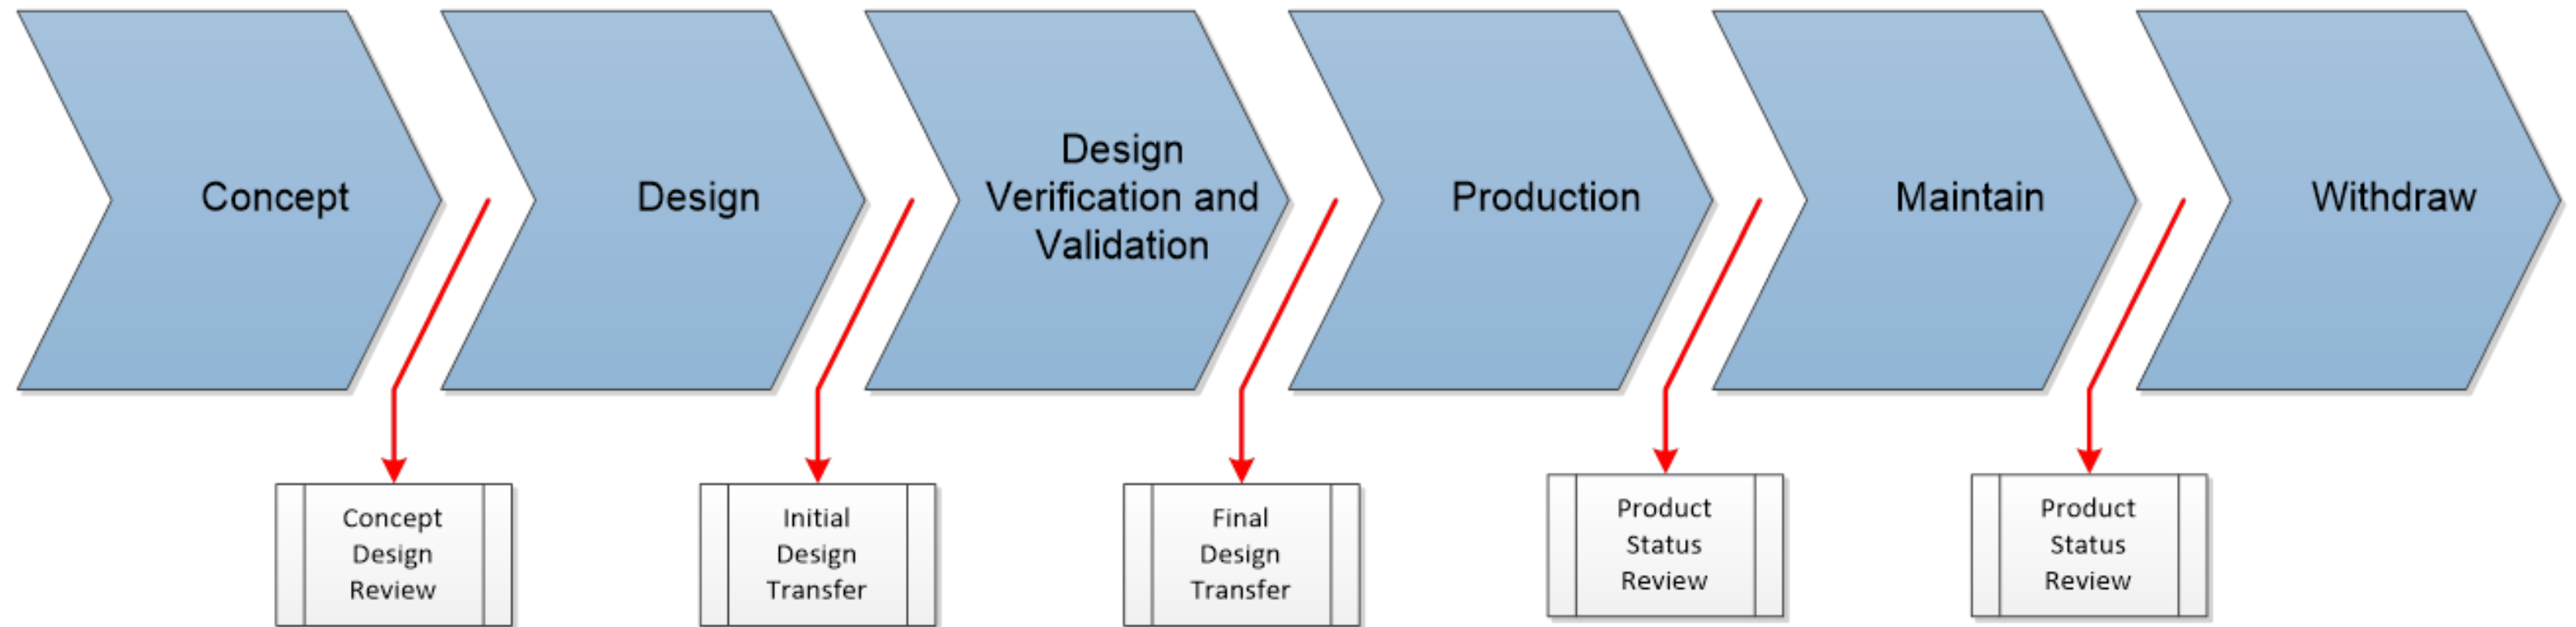 Concept
Design
Design
Verification and
Validation
Production
Maintain
Withdraw
Concept
Design
Review
Initial
Design
Transfer
Final
Design
Transfer
Product
Status
Review
Product
Status
Review